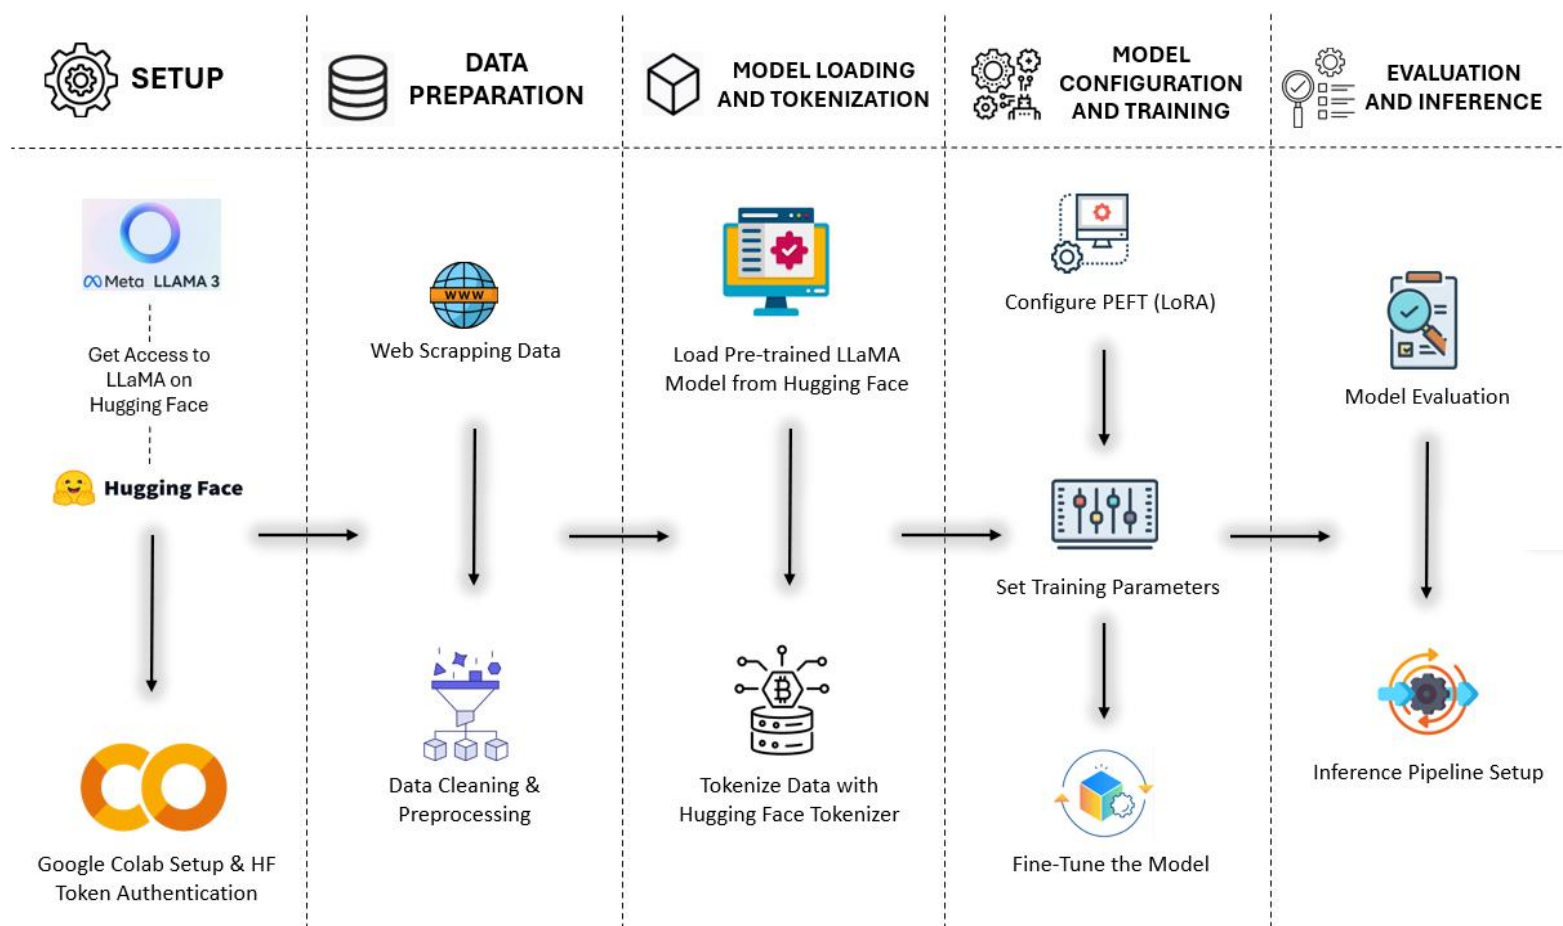 SETUP
DATA
PREPARATION
MODEL LOADING
AND TOKENIZATION
MODEL
CONFIGURATION
AND TRAINING
EVALUATION
AND INFERENCE
Meta LLAMA 3
Get Access to
LLaMA on
Hugging Face
Hugging Face
Google Colab Setup & HF
Token Authentication
WWW
Web Scrapping Data
Data Cleaning &
Preprocessing
Load Pre-trained LLaMA
Model from Hugging Face
Tokenize Data with
Hugging Face Tokenizer
Configure PEFT (LoRA)
Set Training Parameters
Fine-Tune the Model
Model Evaluation
Inference Pipeline Setup